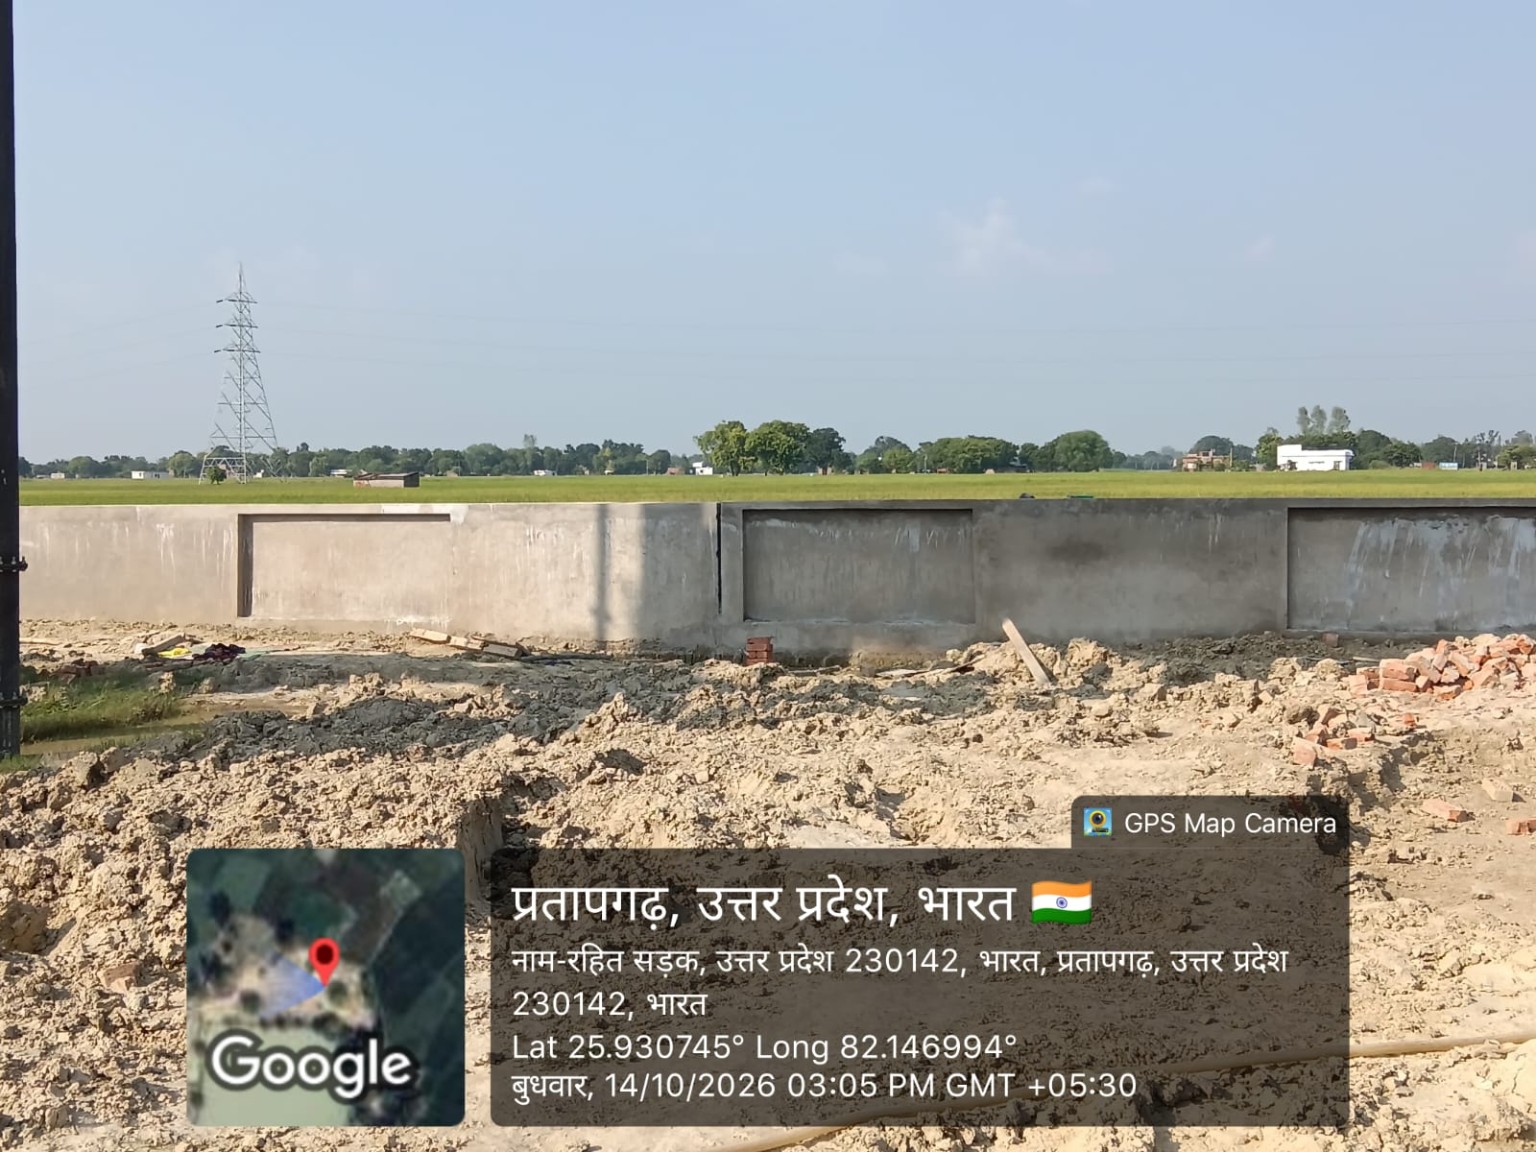 GPS Map Camera
प्रतापगढ़, उत्तर प्रदेश, भारत 🇮🇳
नाम-रहित सड़क, उत्तर प्रदेश 230142, भारत, प्रतापगढ़, उत्तर प्रदेश
230142, भारत
Lat 25.930745° Long 82.146994°
बुधवार, 14/10/2026 03:05 PM GMT +05:30
Google